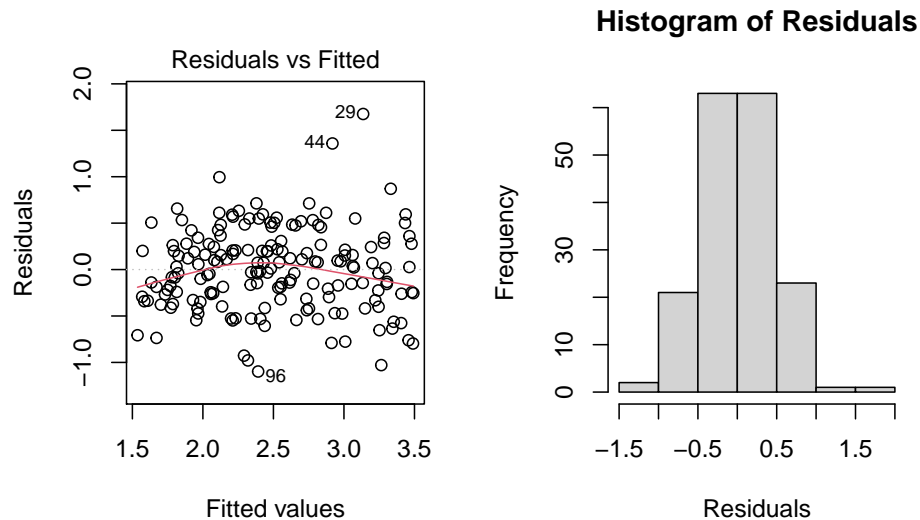 Residuals vs Fitted
Residuals
2.0
1.0
0.0
−1.0
29
44
96
1.5 2.0 2.5 3.0 3.5
Fitted values
Histogram of Residuals
Frequency
50
30
10
0
−1.5 −0.5 0.5 1.5
Residuals